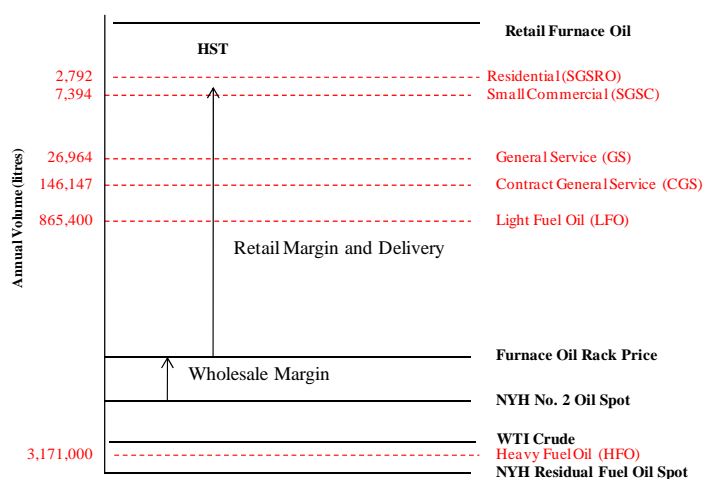 Retail Furnace Oil
HST
2,792 Residential (SGSRO)
7,394 Small Commercial (SGSC)
26,964 General Service (GS)
146,147 Contract General Service (CGS)
865,400 Light Fuel Oil (LFO)
Annual Volume (litres)
Retail Margin and Delivery
Furnace Oil Rack Price
Wholesale Margin
NYH No. 2 Oil Spot
WTI Crude
3,171,000 Heavy Fuel Oil (HFO)
NYH Residual Fuel Oil Spot